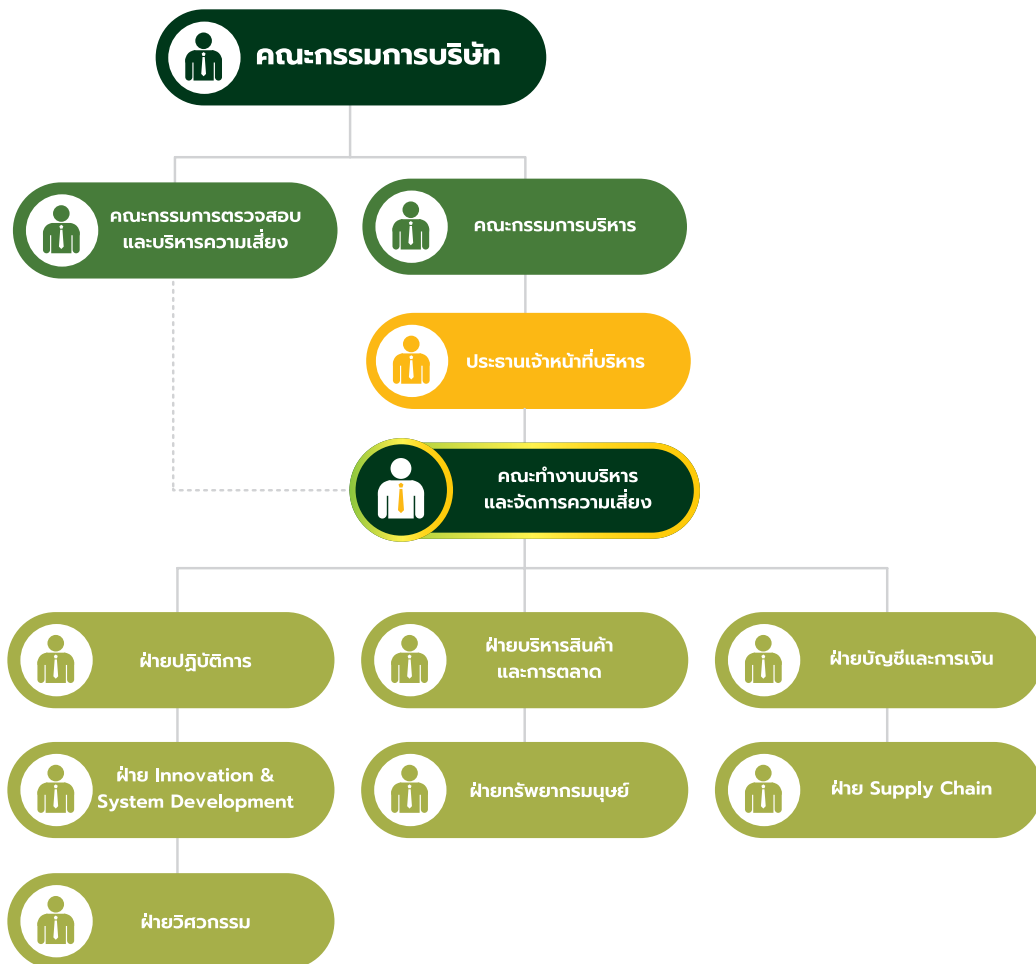 คณะกรรมการบริษัท
คณะกรรมการตรวจสอบ
และบริหารความเสี่ยง
คณะกรรมการบริหาร
ประธานเจ้าหน้าที่บริหาร
คณะทำงานบริหาร
และจัดการความเสี่ยง
ฝ่ายปฏิบัติการ
ฝ่ายบริหารสินค้า
และการตลาด
ฝ่ายบัญชีและการเงิน
ฝ่าย Innovation &
System Development
ฝ่ายทรัพยากรมนุษย์
ฝ่าย Supply Chain
ฝ่ายวิศวกรรม